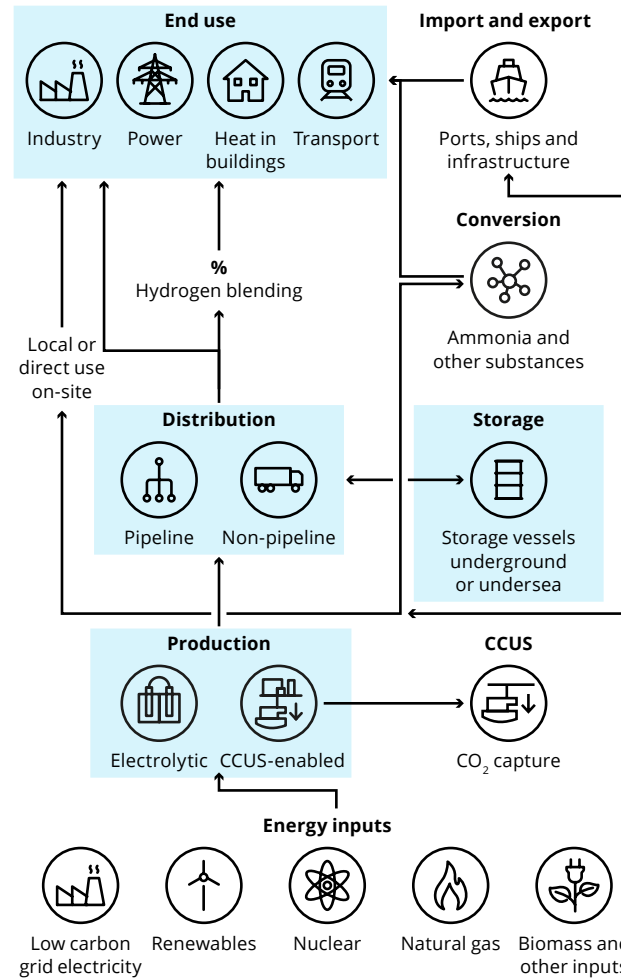 End use
Import and export
Industry
Power
Heat in
buildings
Transport
Ports, ships and
infrastructure
Conversion
%
Hydrogen blending
Ammonia and
other substances
Local or
direct use
on-site
Distribution
Storage
Pipeline
Non-pipeline
Storage vessels
underground
or undersea
Production
CCUS
Electrolytic
CCUS-enabled
CO₂ capture
Energy inputs
Low carbon
grid electricity
Renewables
Nuclear
Natural gas
Biomass and
other inputs